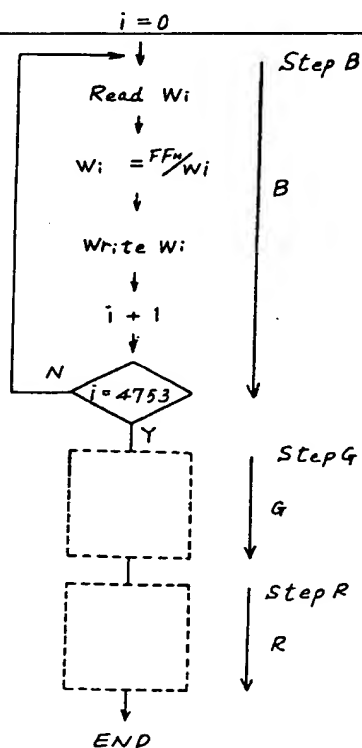 i = 0
Step B
Read Wi
Wi = FFH/Wi
B
Write Wi
i + 1
N
i = 4753
Y
Step G
G
Step R
R
END